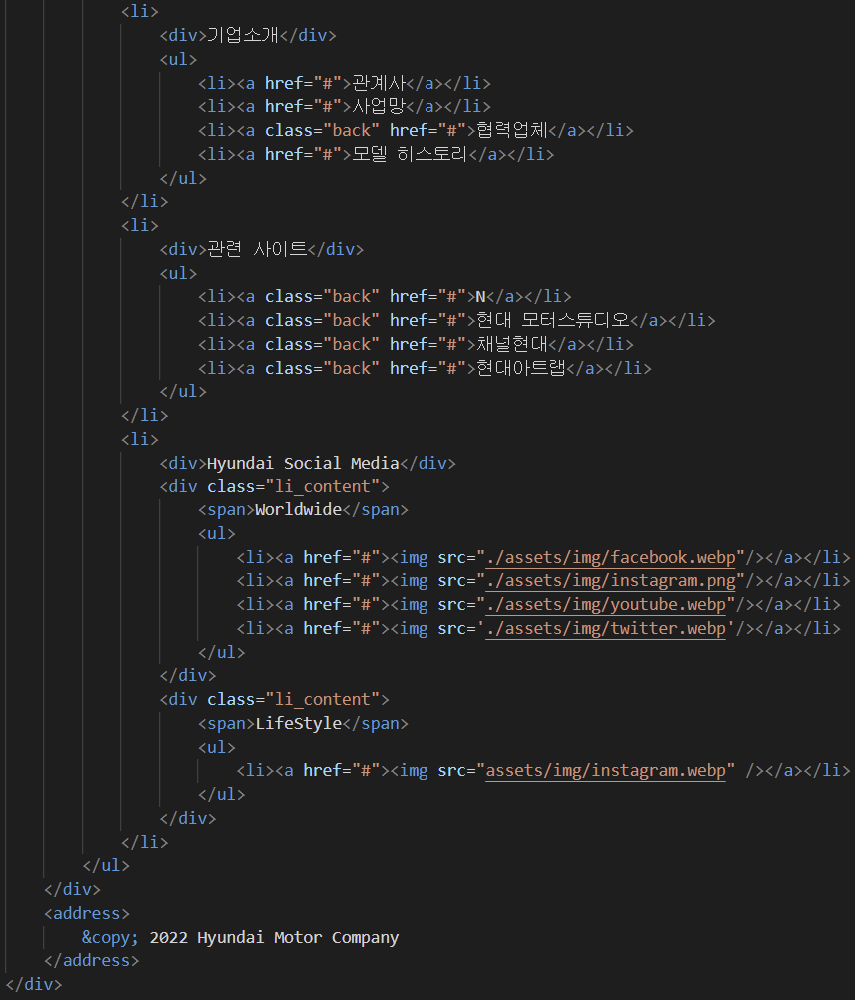 <li>
<div>기업소개</div>
<ul>
<li><a href="#">관계사</a></li>
<li><a href="#">사업망</a></li>
<li><a class="back" href="#">협력업체</a></li>
<li><a href="#">모델 히스토리</a></li>
</ul>
</li>
<li>
<div>관련 사이트</div>
<ul>
<li><a class="back" href="#">N</a></li>
<li><a class="back" href="#">현대 모터스튜디오</a></li>
<li><a class="back" href="#">채널현대</a></li>
<li><a class="back" href="#">현대아트랩</a></li>
</ul>
</li>
<li>
<div>Hyundai Social Media</div>
<div class="li_content">
<span>Worldwide</span>
<ul>
<li><a href="#"><img src="./assets/img/facebook.webp"/></a></li>
<li><a href="#"><img src="./assets/img/instagram.png"/></a></li>
<li><a href="#"><img src="./assets/img/youtube.webp"/></a></li>
<li><a href="#"><img src='./assets/img/twitter.webp'/></a></li>
</ul>
</div>
<div class="li_content">
<span>LifeStyle</span>
<ul>
<li><a href="#"><img src="assets/img/instagram.webp" /></a></li>
</ul>
</div>
</li>
</ul>
</div>
<address>
&copy; 2022 Hyundai Motor Company
</address>
</div>